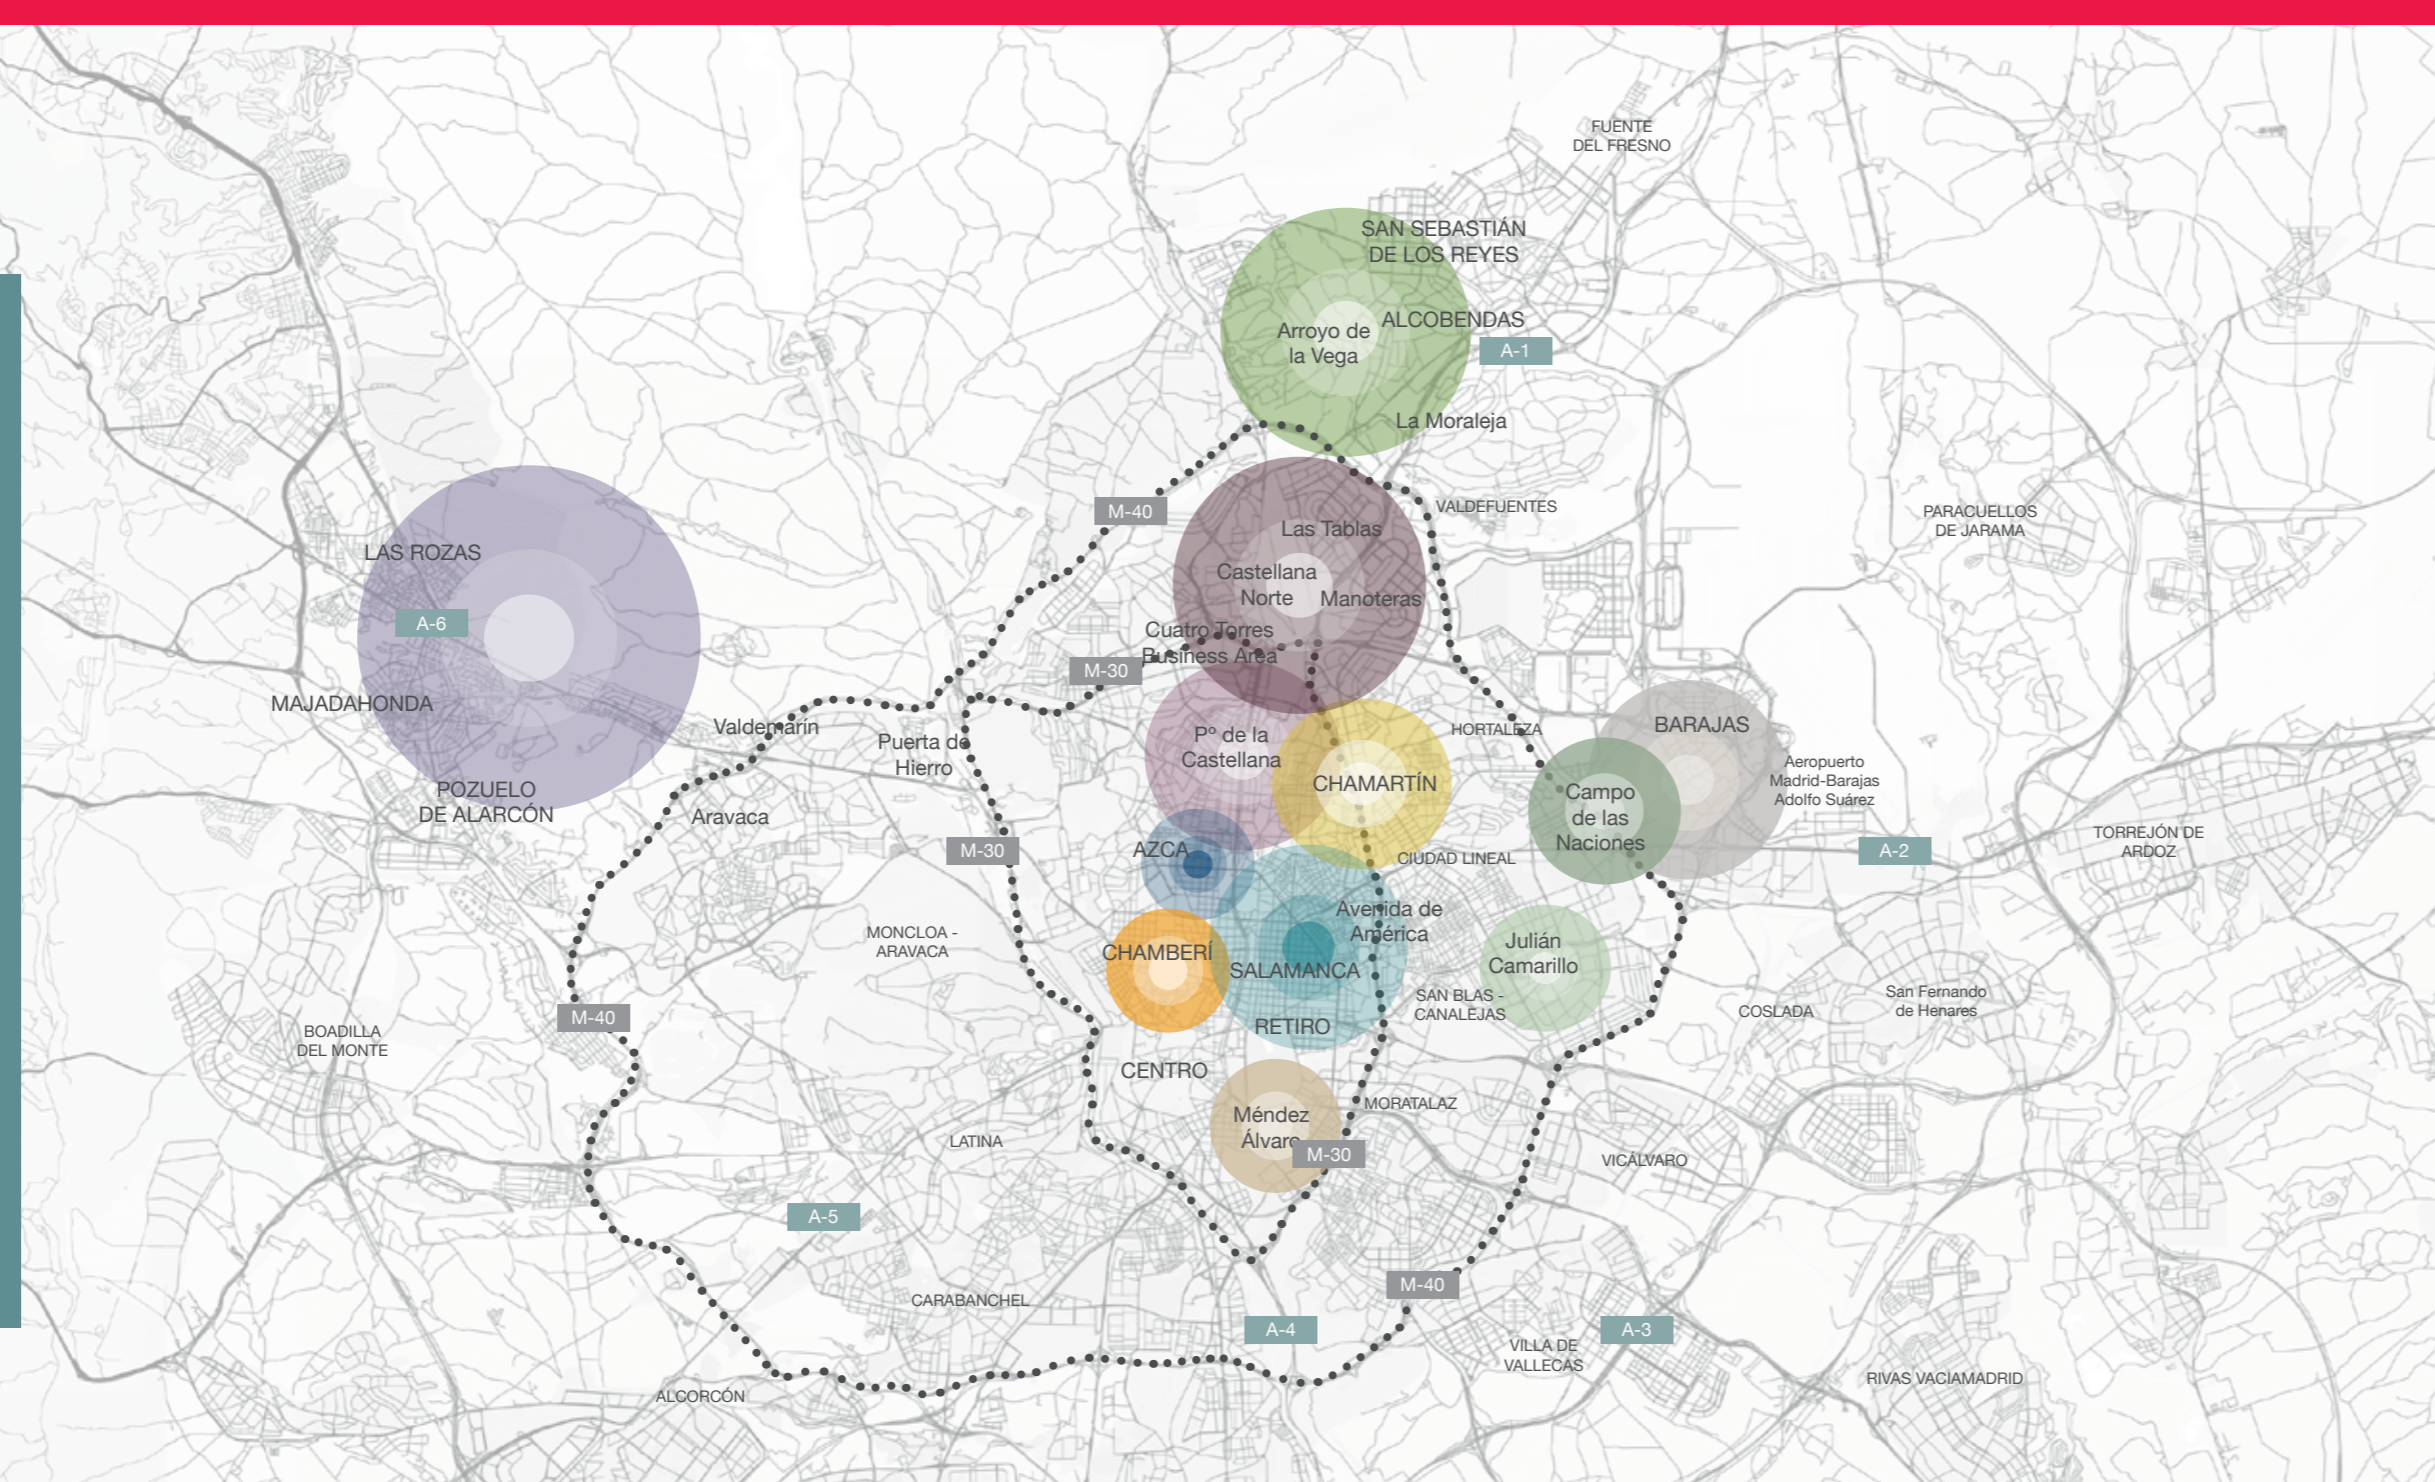 FUENTE
DEL FRESNO
SAN SEBASTIÁN
DE LOS REYES
Arroyo de
la Vega
ALCOBENDAS
A-1
La Moraleja
M-40
VALDEFUENTES
Las Tablas
PARACUELLOS
DE JARAMA
LAS ROZAS
Castellana
Norte
Manoteras
A-6
Cuatro Torres
Business Area
M-30
MAJADAHONDA
Valdemarín
Puerta de
Hierro
Pº de la
Castellana
HORTALEZA
BARAJAS
CHAMARTÍN
Aeropuerto
Madrid-Barajas
Adolfo Suárez
POZUELO
DE ALARCÓN
Aravaca
Campo
de las
Naciones
TORREJÓN DE
ARDOZ
M-30
AZCA
CIUDAD LINEAL
A-2
MONCLOA -
ARAVACA
Avenida de
América
CHAMBERÍ
SALAMANCA
Julián
Camarillo
SAN BLAS -
CANALEJAS
San Fernando
de Henares
COSLADA
M-40
BOADILLA
DEL MONTE
RETIRO
CENTRO
MORATALAZ
Méndez
Álvaro
M-30
LATINA
VICÁLVARO
A-5
M-40
CARABANCHEL
A-4
A-3
VILLA DE
VALLECAS
RIVAS VACIAMADRID
ALCORCÓN